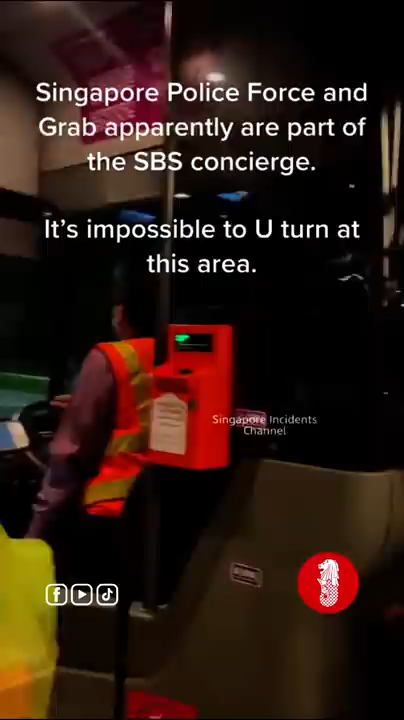 Singapore Police Force and
Grab apparently are part of
the SBS concierge.
It's impossible to U turn at
this area.
Singapore Incidents
Channel